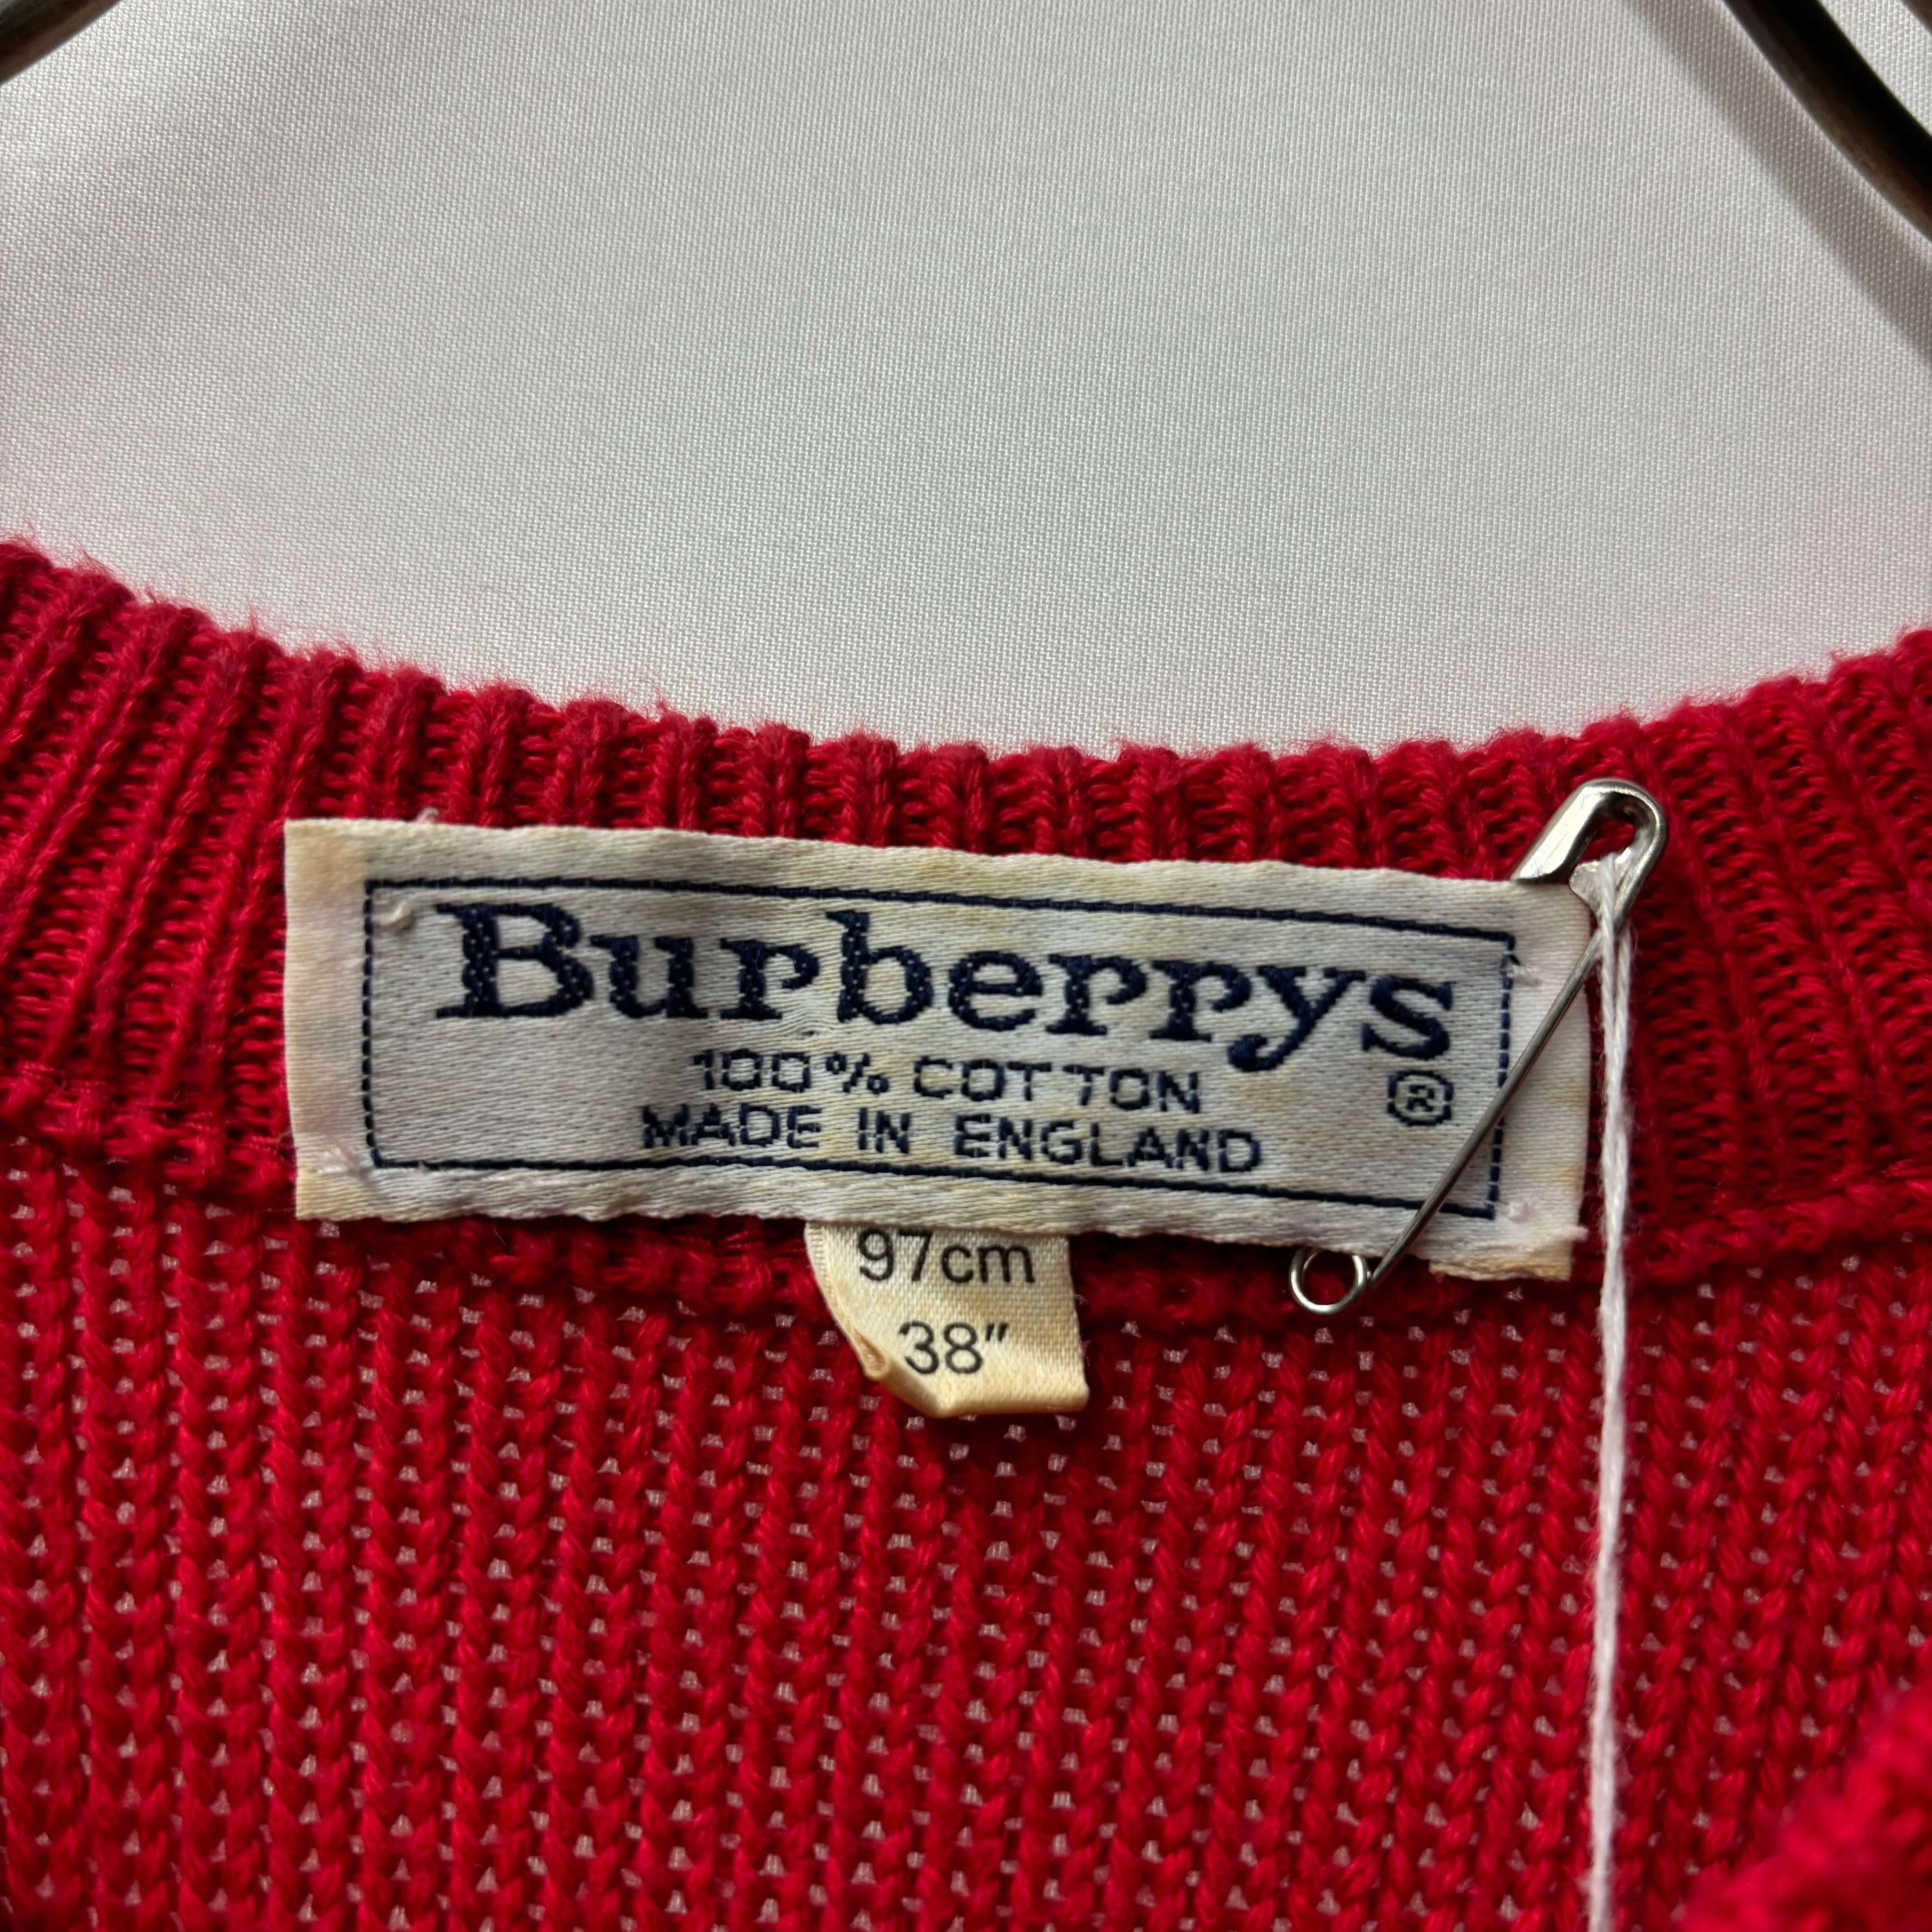 Burberrys
100% COTTON
®
MADE IN ENGLAND
97cm
38"